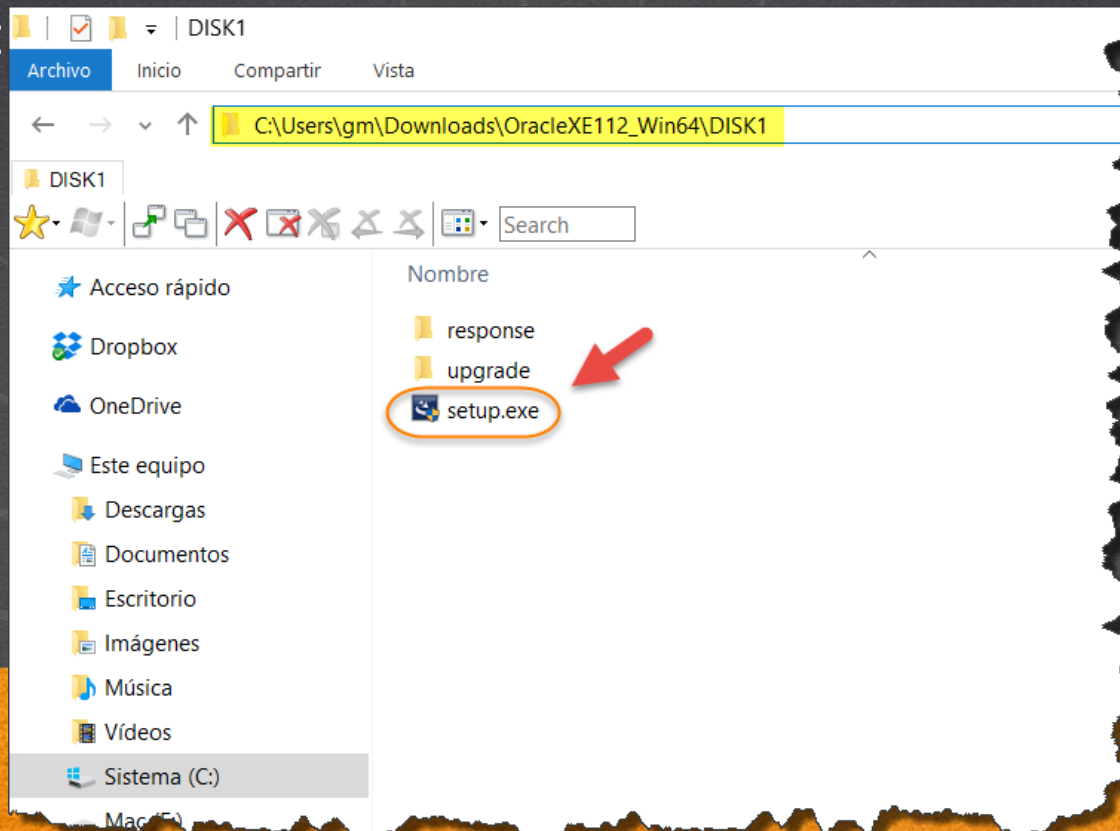 DISK1
Archivo Inicio Compartir Vista
C:\Users\gm\Downloads\OracleXE112_Win64\DISK1
DISK1
Search
Nombre
Acceso rápido
response
Dropbox
upgrade
OneDrive
setup.exe
Este equipo
Descargas
Documentos
Escritorio
Imágenes
Música
Vídeos
Sistema (C:)
Mac